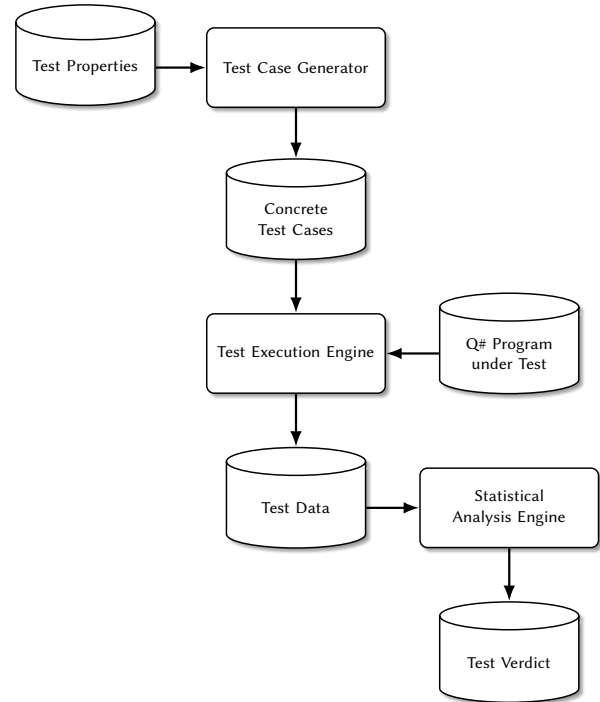 Test Properties
Test Case Generator
Concrete
Test Cases
Test Execution Engine
Q# Program
under Test
Test Data
Statistical
Analysis Engine
Test Verdict